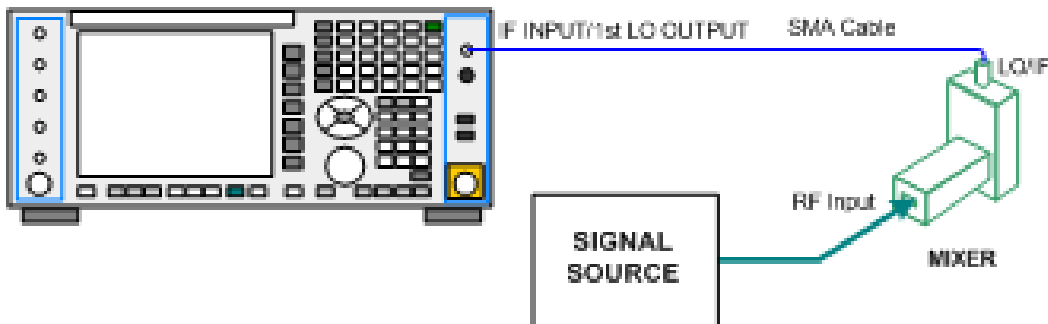 IF INPUT/1st LO OUTPUT
SMA Cable
LO/IF
RF Input
SIGNAL
SOURCE
MIXER